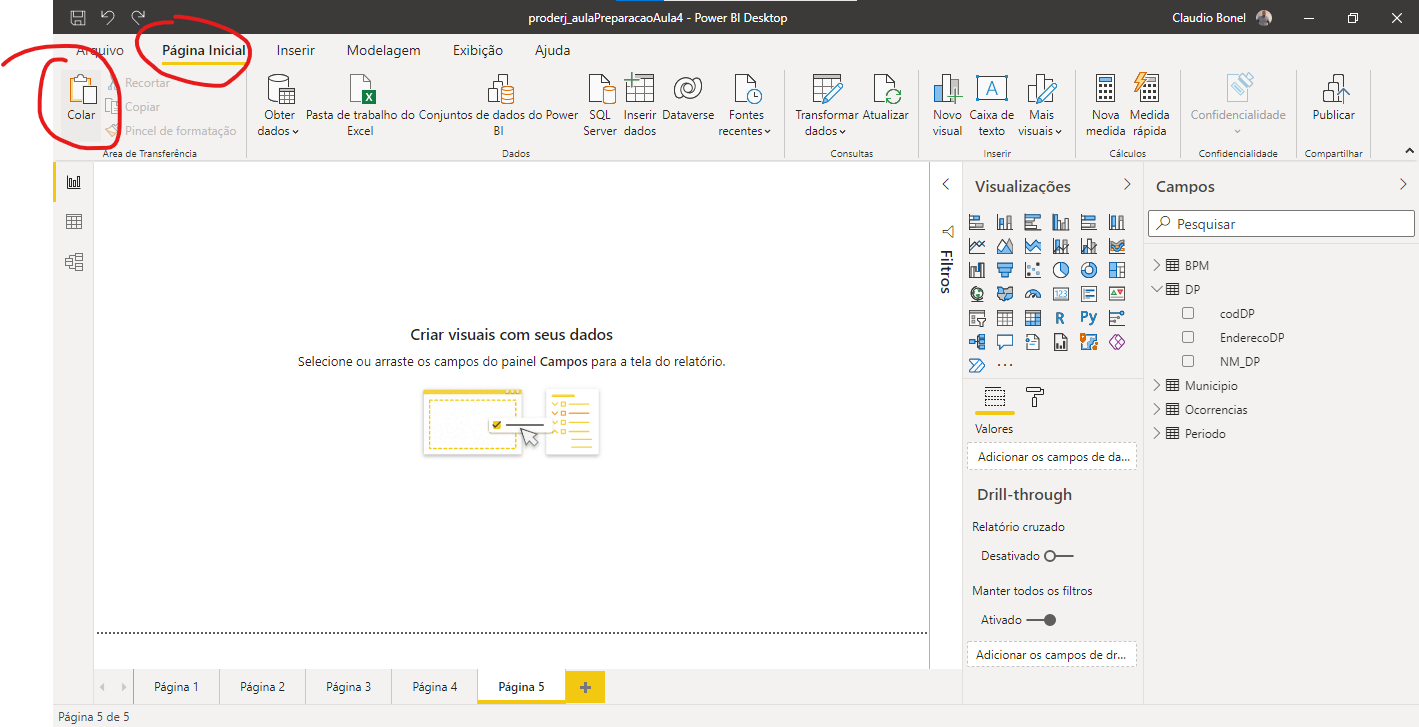 proderj_aulaPreparacaoAula4 - Power BI Desktop
Claudio Bonel
Arquivo
Página Inicial
Inserir
Modelagem
Exibição
Ajuda
Colar
Recortar
Copiar
Pincel de formatação
Área de Transferência
Obter
dados
Pasta de trabalho do
Excel
Conjuntos de dados do Power
BI
SQL
Server
Inserir
dados
Dataverse
Fontes
recentes
Dados
Transformar
dados
Atualizar
Consultas
Novo
visual
Caixa de
texto
Mais
visuais
Inserir
Nova
medida
Medida
rápida
Cálculos
Confidencialidade
Confidencialidade
Publicar
Compartilhar
Criar visuais com seus dados
Selecione ou arraste os campos do painel Campos para a tela do relatório.
Filtros
Visualizações
R
Py
Valores
Adicionar os campos de da...
Drill-through
Relatório cruzado
Desativado
Manter todos os filtros
Ativado
Adicionar os campos de dr...
Campos
Pesquisar
BPM
DP
codDP
EnderecoDP
NM_DP
Municipio
Ocorrencias
Periodo
Página 1
Página 2
Página 3
Página 4
Página 5
Página 5 de 5